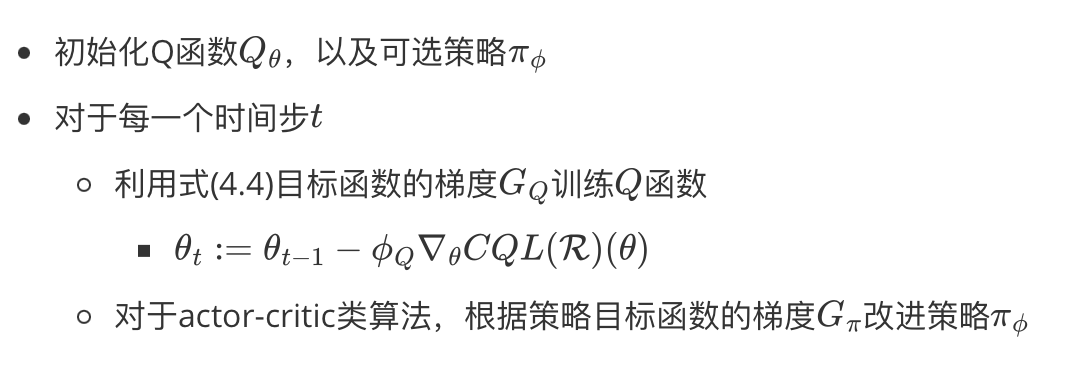 • 初始化Q函数$Q_\theta$，以及可选策略$\pi_\phi$
• 对于每一个时间步$t$
◦ 利用式(4.4)目标函数的梯度$G_Q$训练$Q$函数
▪ $\theta_t := \theta_{t-1} - \phi_Q \nabla_\theta CQL(\mathcal{R})(\theta)$
◦ 对于actor-critic类算法，根据策略目标函数的梯度$G_\pi$改进策略$\pi_\phi$